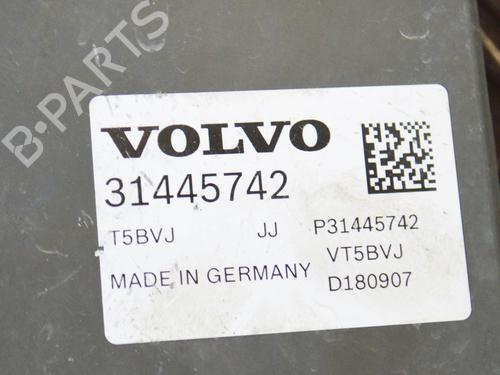 B-PARTS
VOLVO
31445742
T5BVJ JJ P31445742
VT5BVJ
MADE IN GERMANY
D180907